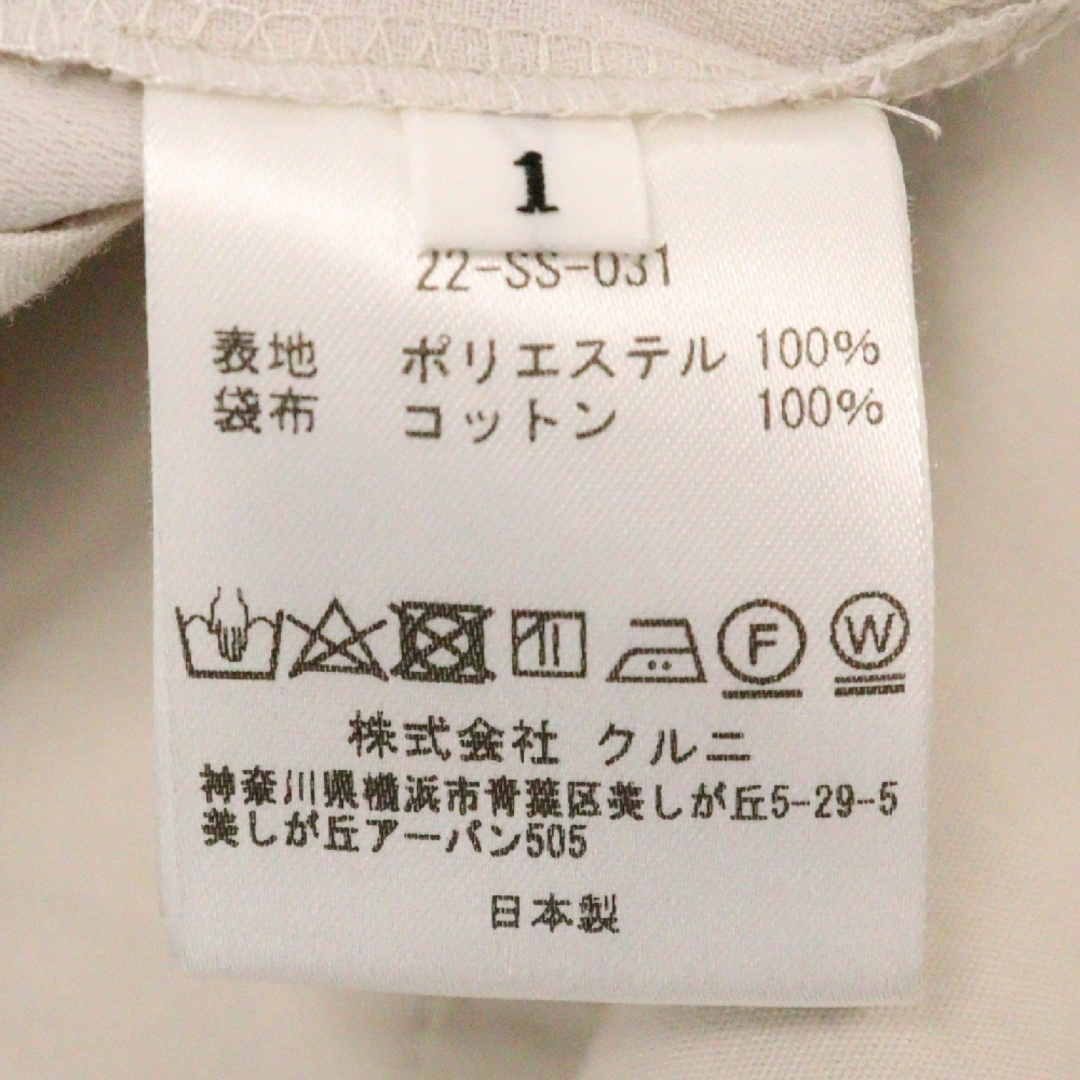 1
22-SS-031
表地 ポリエステル 100%
袋布 コットン 100%
F W
株式会社 クルニ
神奈川県横浜市青葉区美しが丘5-29-5
美しが丘アーバン505
日本製